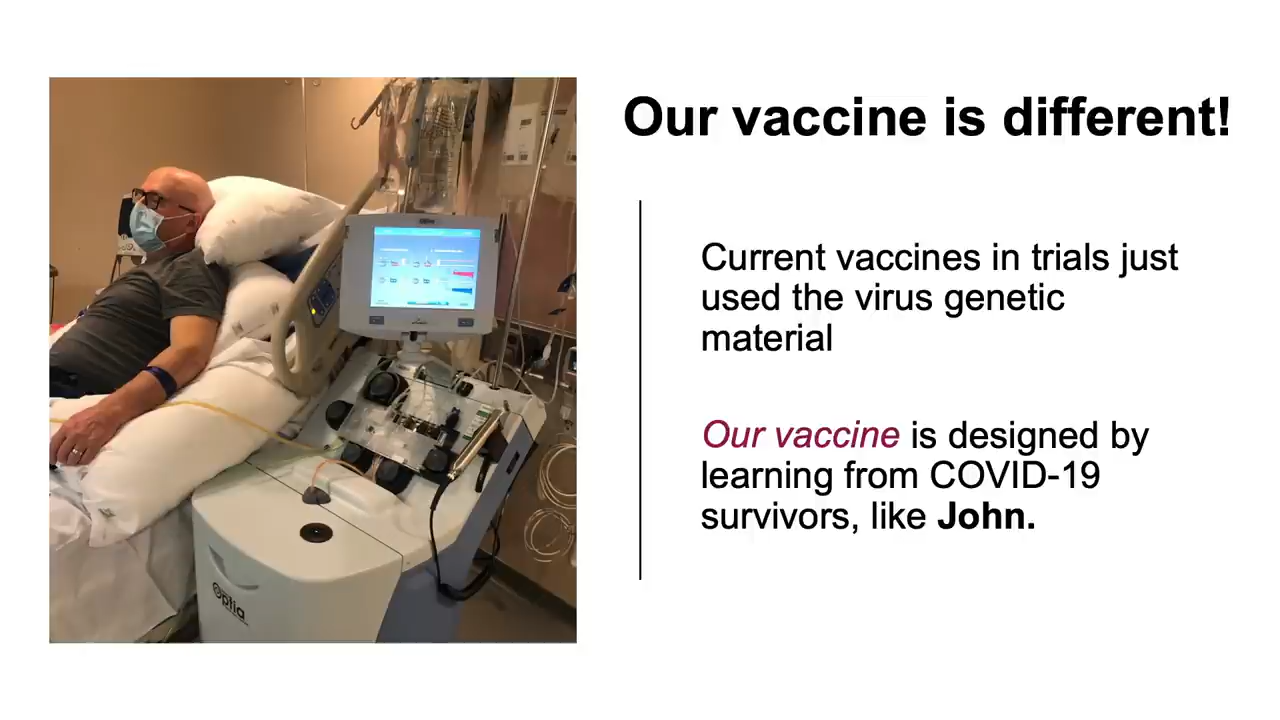 Our vaccine is different!
Current vaccines in trials just
used the virus genetic
material
Our vaccine is designed by
learning from COVID-19
survivors, like John.
Optia